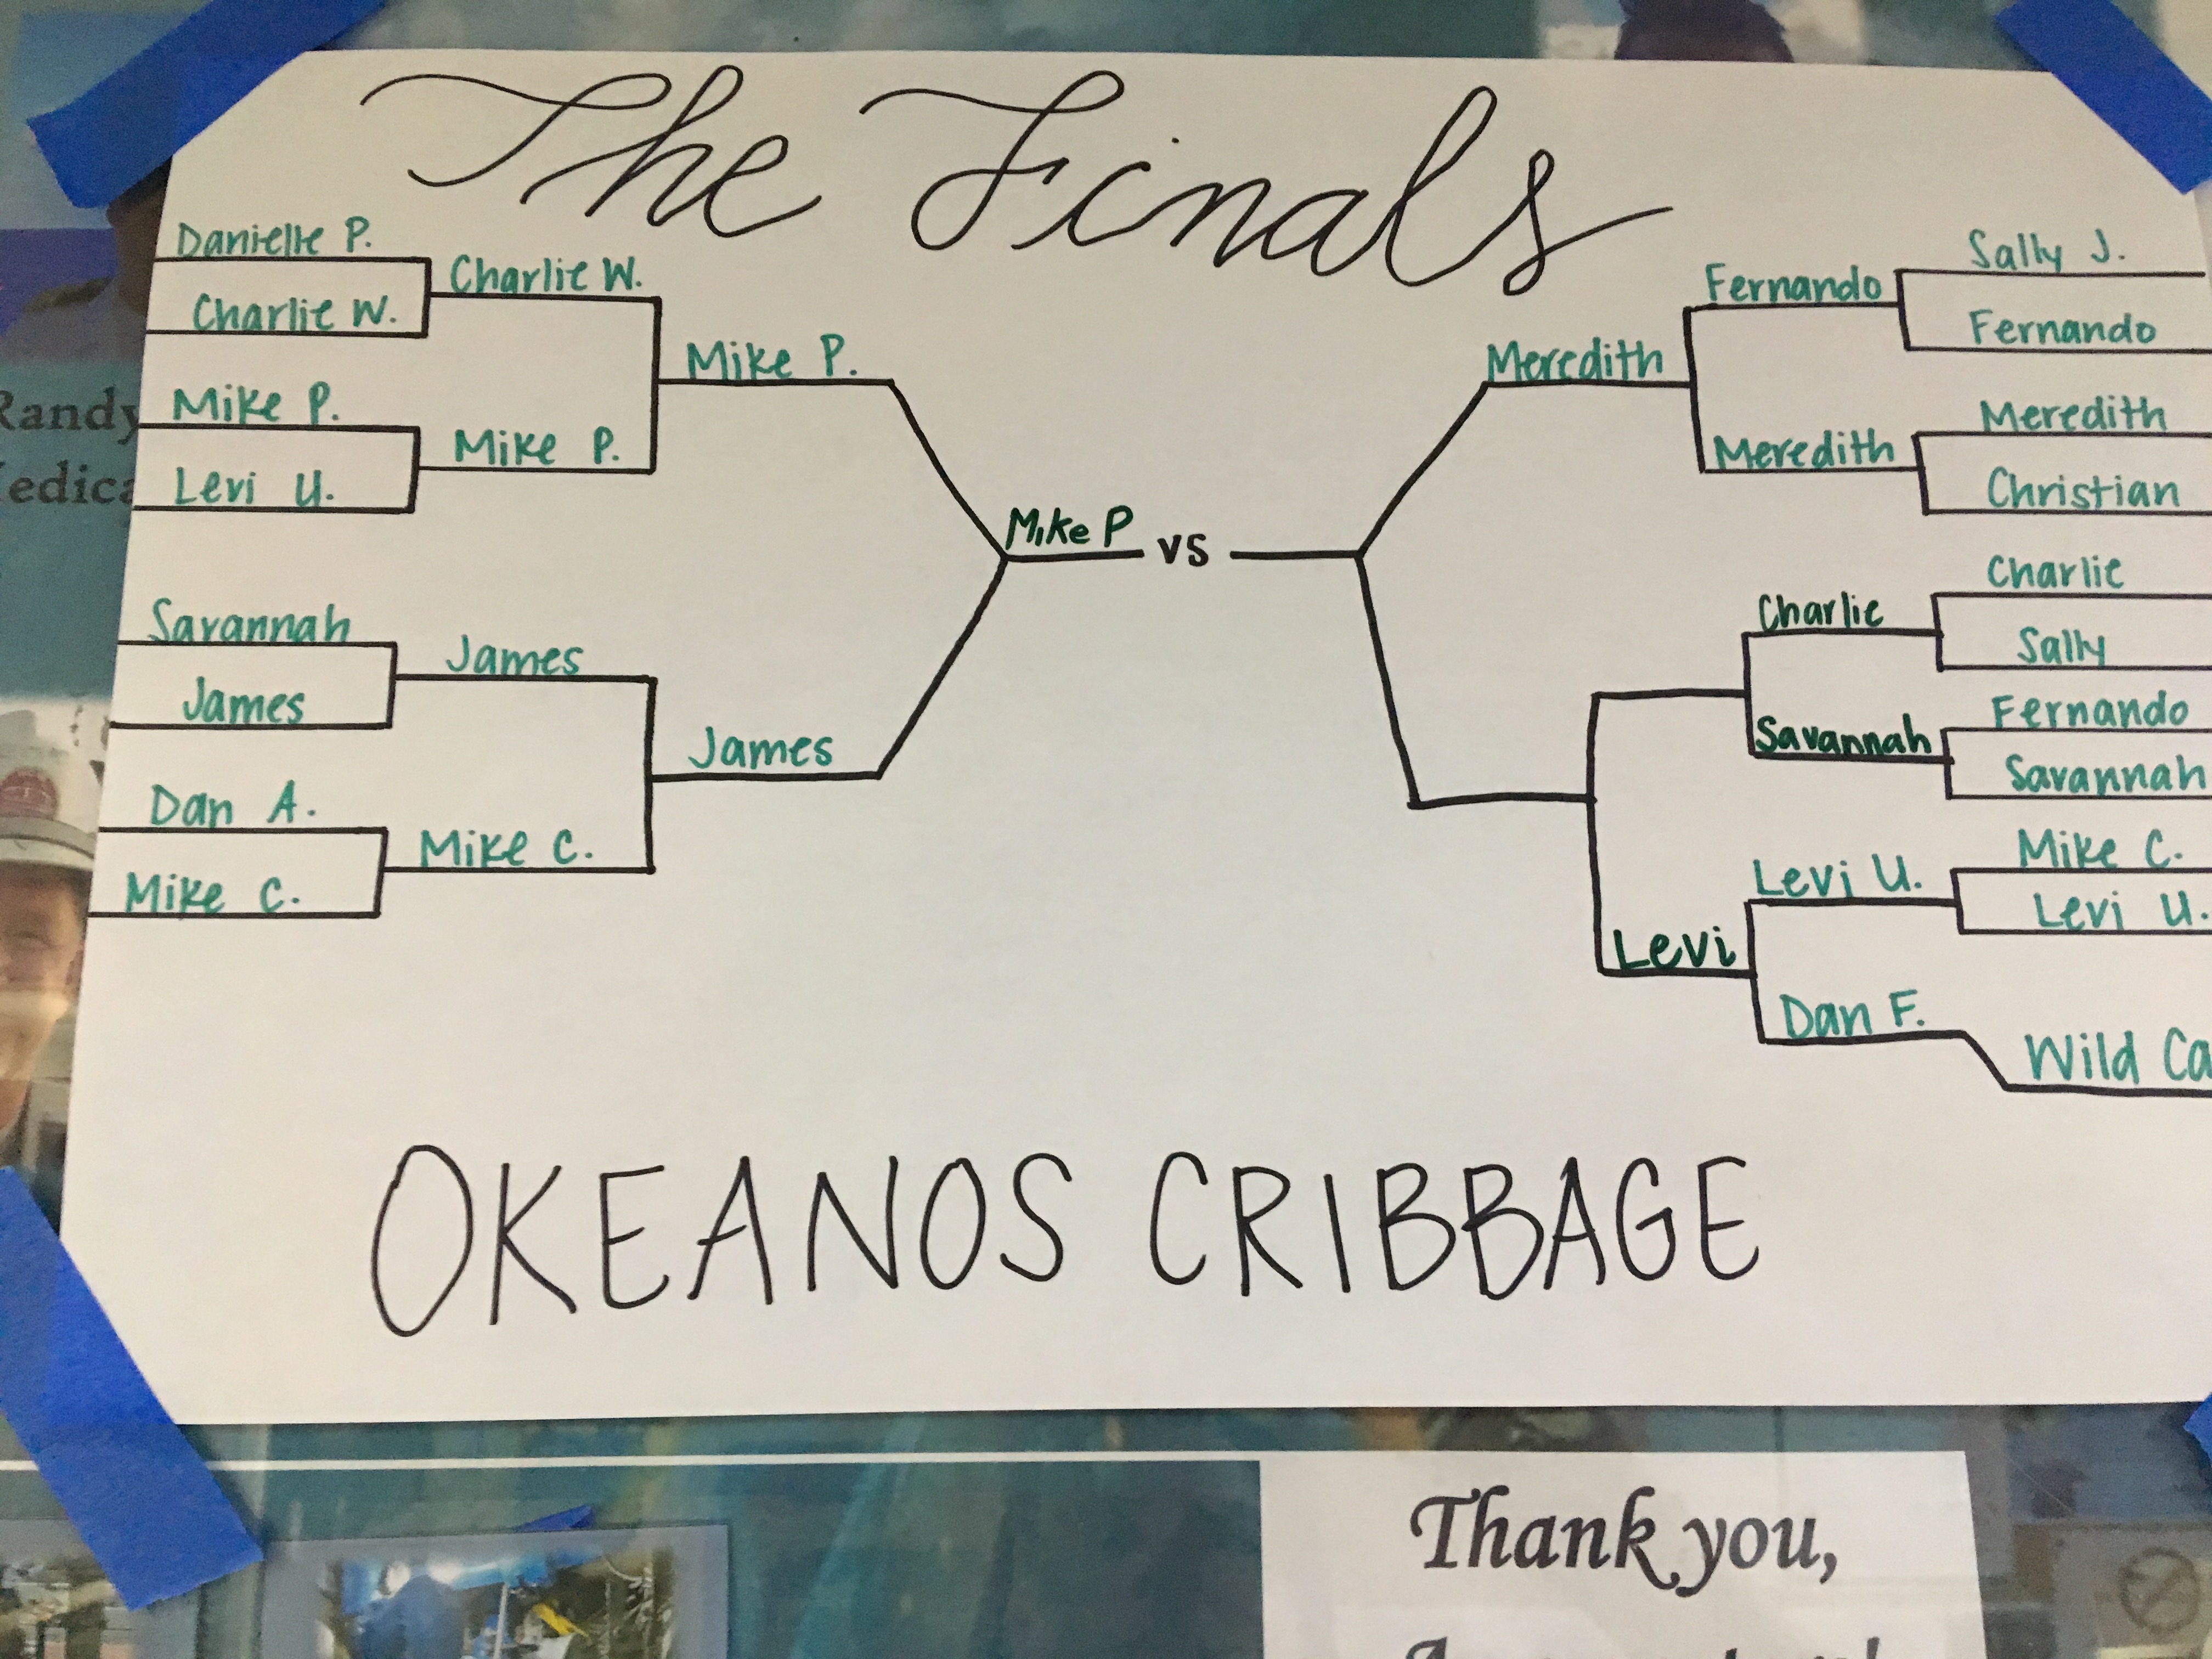 The Finals
Danielle P.
Charlie W.
Charlie W.
Mike P.
Mike P.
Levi U.
Mike P.
Savannah
James
James
Dan A.
Mike C.
Mike C.
James
Mike P
vs
Meredith
Fernando
Sally J.
Fernando
Meredith
Meredith
Christian
Charlie
Charlie
Sally
Savannah
Fernando
Savannah
Levi
Levi U.
Mike C.
Levi U.
Dan F.
Wild Ca
OKEANOS CRIBBAGE
Randy
edica
Thank you,